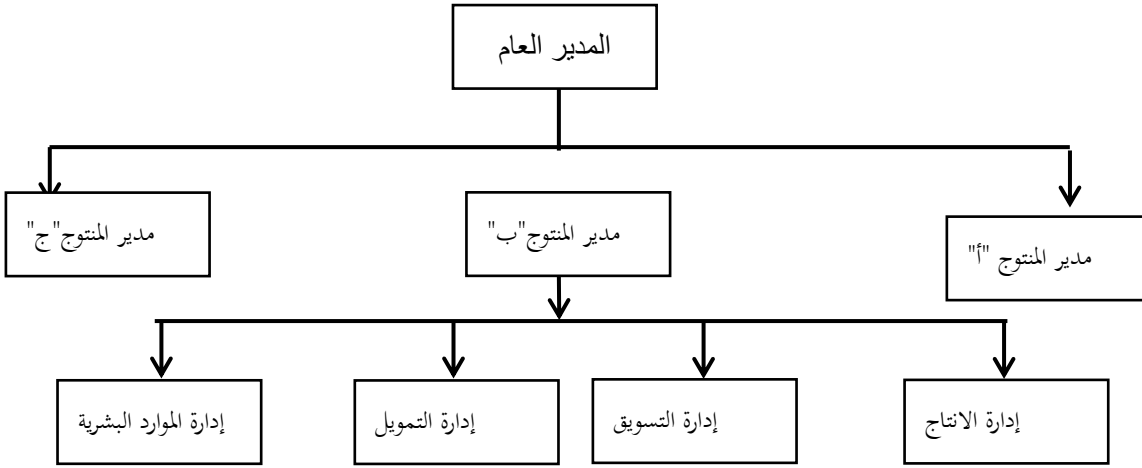 المدير العام
مدير المنتوج "أ"
مدير المنتوج"ب"
مدير المنتوج"ج"
إدارة الانتاج
إدارة التسويق
إدارة التمويل
إدارة الموارد البشرية